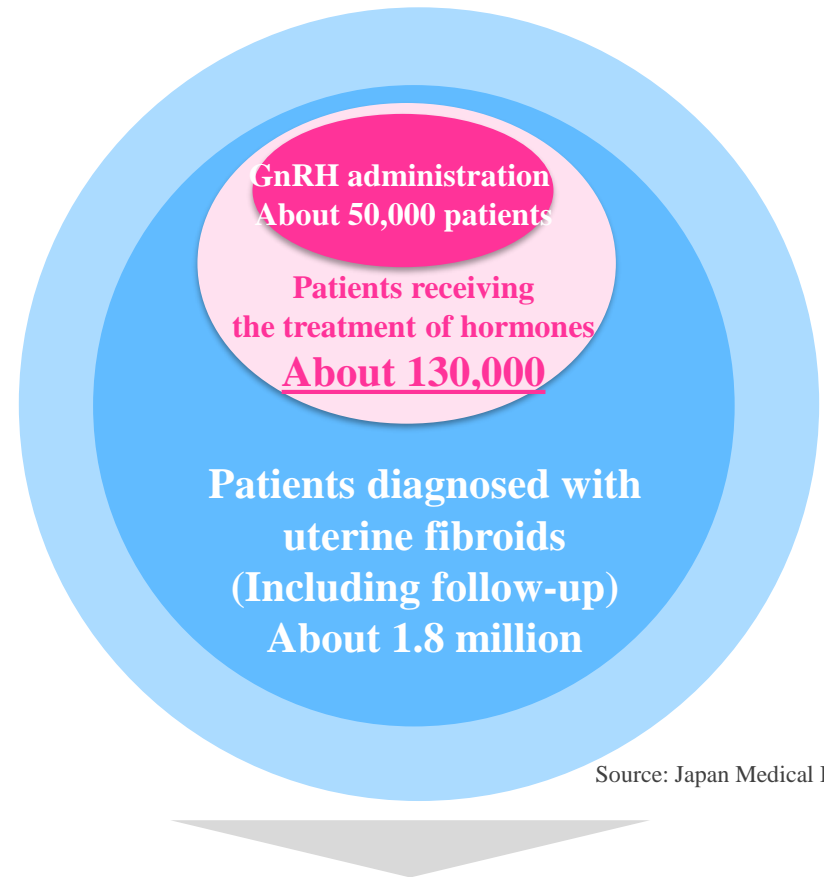 GnRH administration
About 50,000 patients
Patients receiving
the treatment of hormones
About 130,000
Patients diagnosed with
uterine fibroids
(Including follow-up)
About 1.8 million
Source: Japan Medical